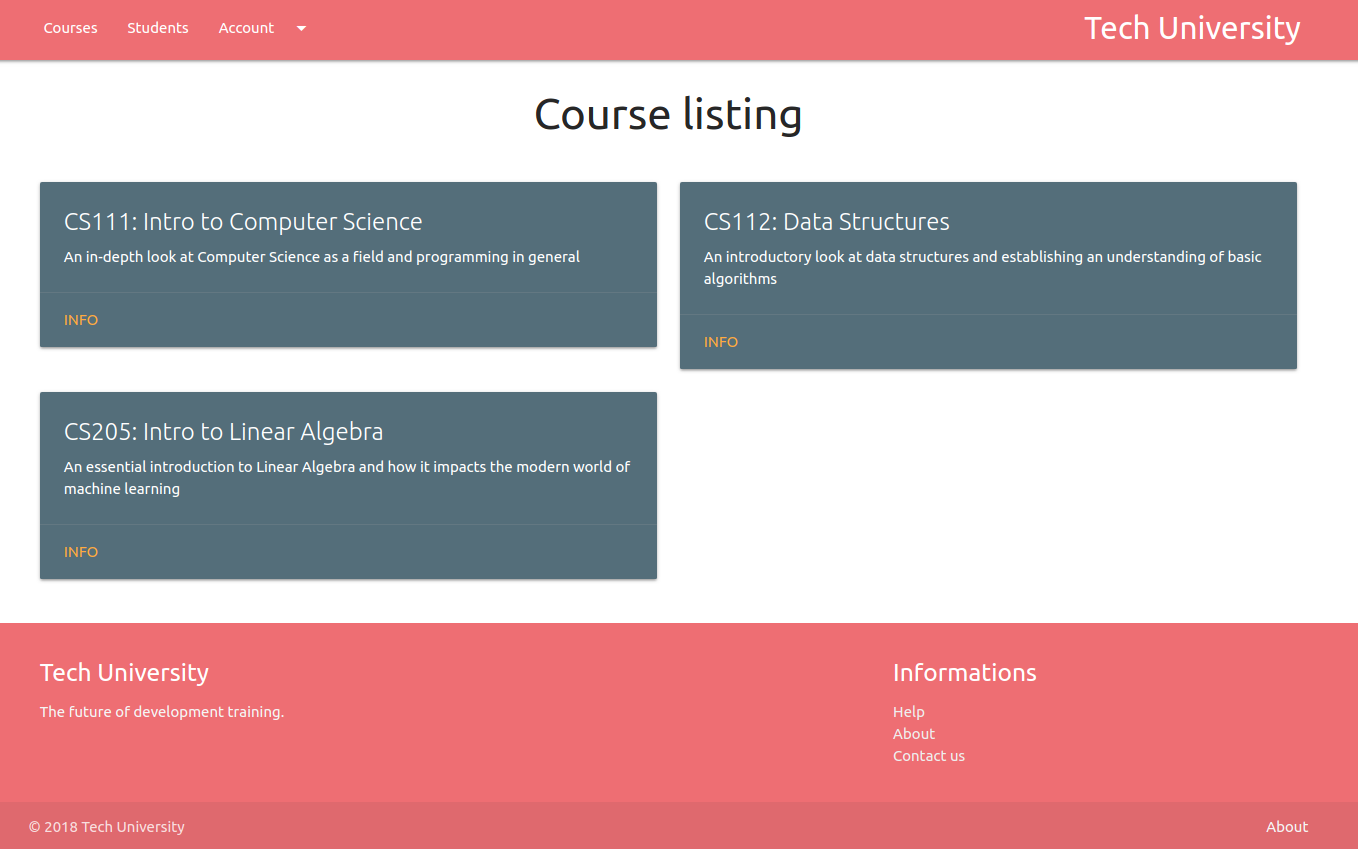 Courses Students Account Tech University
Course listing
CS111: Intro to Computer Science
An in-depth look at Computer Science as a field and programming in general
INFO
CS112: Data Structures
An introductory look at data structures and establishing an understanding of basic
algorithms
INFO
CS205: Intro to Linear Algebra
An essential introduction to Linear Algebra and how it impacts the modern world of
machine learning
INFO
Tech University
The future of development training.
Informations
Help
About
Contact us
© 2018 Tech University About